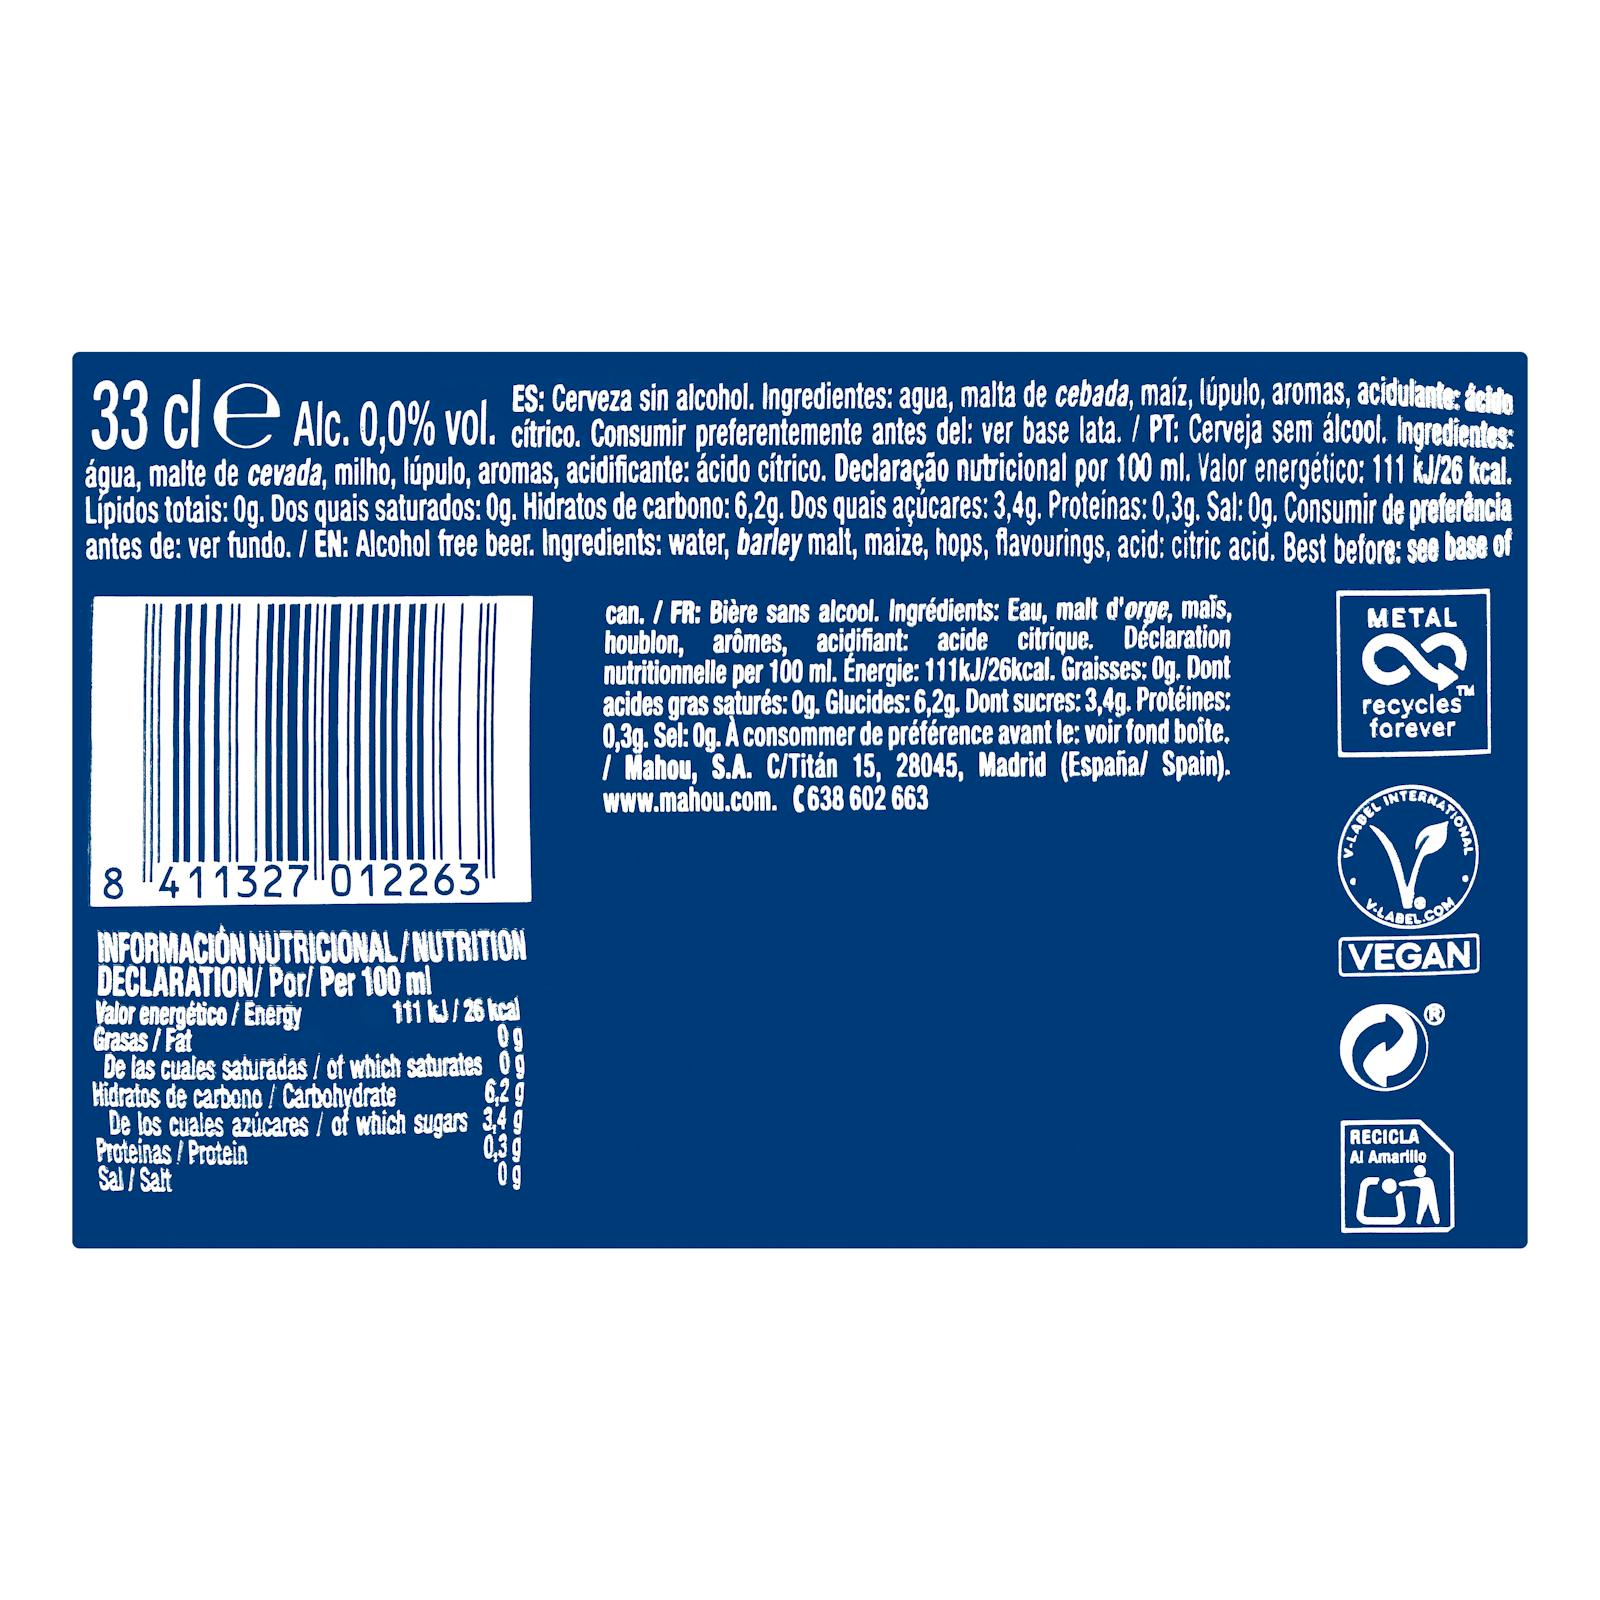 33 cl ℮ Alc. 0,0% vol.
ES: Cerveza sin alcohol. Ingredientes: agua, malta de cebada, maíz, lúpulo, aromas, acidulante: ácido
cítrico. Consumir preferentemente antes del: ver base lata. / PT: Cerveja sem álcool. Ingredientes:
água, malte de cevada, milho, lúpulo, aromas, acidificante: ácido cítrico. Declaração nutricional por 100 ml. Valor energético: 111 kJ/26 kcal.
Lípidos totais: 0g. Dos quais saturados: 0g. Hidratos de carbono: 6,2g. Dos quais açúcares: 3,4g. Proteínas: 0,3g. Sal: 0g. Consumir de preferência
antes de: ver fundo. / EN: Alcohol free beer. Ingredients: water, barley malt, maize, hops, flavourings, acid: citric acid. Best before: see base of
can. / FR: Bière sans alcool. Ingrédients: Eau, malt d'orge, maïs,
houblon, arômes, acidifiant: acide citrique. Déclaration
nutritionnelle per 100 ml. Énergie: 111kJ/26kcal. Graisses: 0g. Dont
acides gras saturés: 0g. Glucides: 6,2g. Dont sucres: 3,4g. Protéines:
0,3g. Sel: 0g. À consommer de préférence avant le: voir fond boîte.
/ Mahou, S.A. C/Titán 15, 28045, Madrid (España/ Spain).
www.mahou.com. 638 602 663
8 411327 012263
INFORMACIÓN NUTRICIONAL / NUTRITION
DECLARATION/ Por/ Per 100 ml
Valor energético / Energy 111 kJ / 26 kcal
Grasas / Fat 0 g
De las cuales saturadas / of which saturates 0 g
Hidratos de carbono / Carbohydrate 6,2 g
De los cuales azúcares / of which sugars 3,4 g
Proteínas / Protein 0,3 g
Sal / Salt 0 g
METAL
recycles™
forever
V-LABEL INTERNATIONAL
V-LABEL.COM
VEGAN
®
RECICLA
Al Amarillo